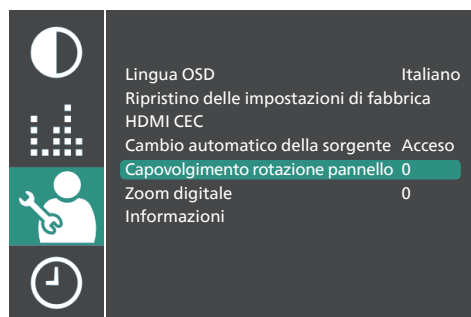 Lingua OSD Italiano
Ripristino delle impostazioni di fabbrica
HDMI CEC
Cambio automatico della sorgente Acceso
Capovolgimento rotazione pannello 0
Zoom digitale 0
Informazioni